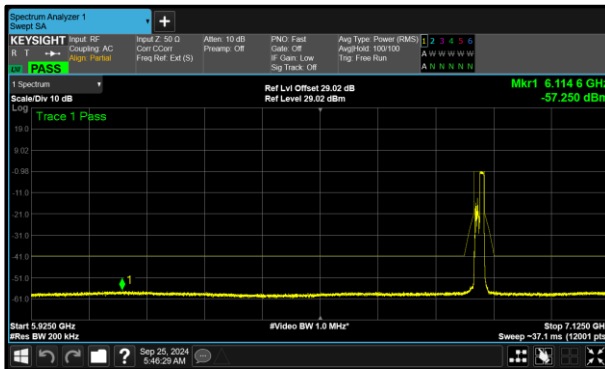 Spectrum Analyzer 1
Swept SA
KEYSIGHT
R T
LXI
PASS
Input: RF
Coupling: AC
Align: Partial
Input Z: 50 Ω
Corr CCorr
Freq Ref: Ext (S)
Atten: 10 dB
Preamp: Off
PNO: Fast
Gate: Off
IF Gain: Low
Sig Track: Off
Avg Type: Power (RMS)
Avg|Hold: 100/100
Trig: Free Run
1 2 3 4 5 6
A W W W W W
A N N N N N
1 Spectrum
Scale/Div 10 dB
Ref Lvl Offset 29.02 dB
Ref Level 29.02 dBm
Mkr1 6.114 6 GHz
-57.250 dBm
Log
Trace 1 Pass
19.0
9.02
-0.98
-11.0
-21.0
-31.0
-41.0
-51.0
-61.0
1
Start 5.9250 GHz
#Video BW 1.0 MHz*
Stop 7.1250 GHz
#Res BW 200 kHz
Sweep ~37.1 ms (12001 pts)
?
Sep 25, 2024
5:46:29 AM